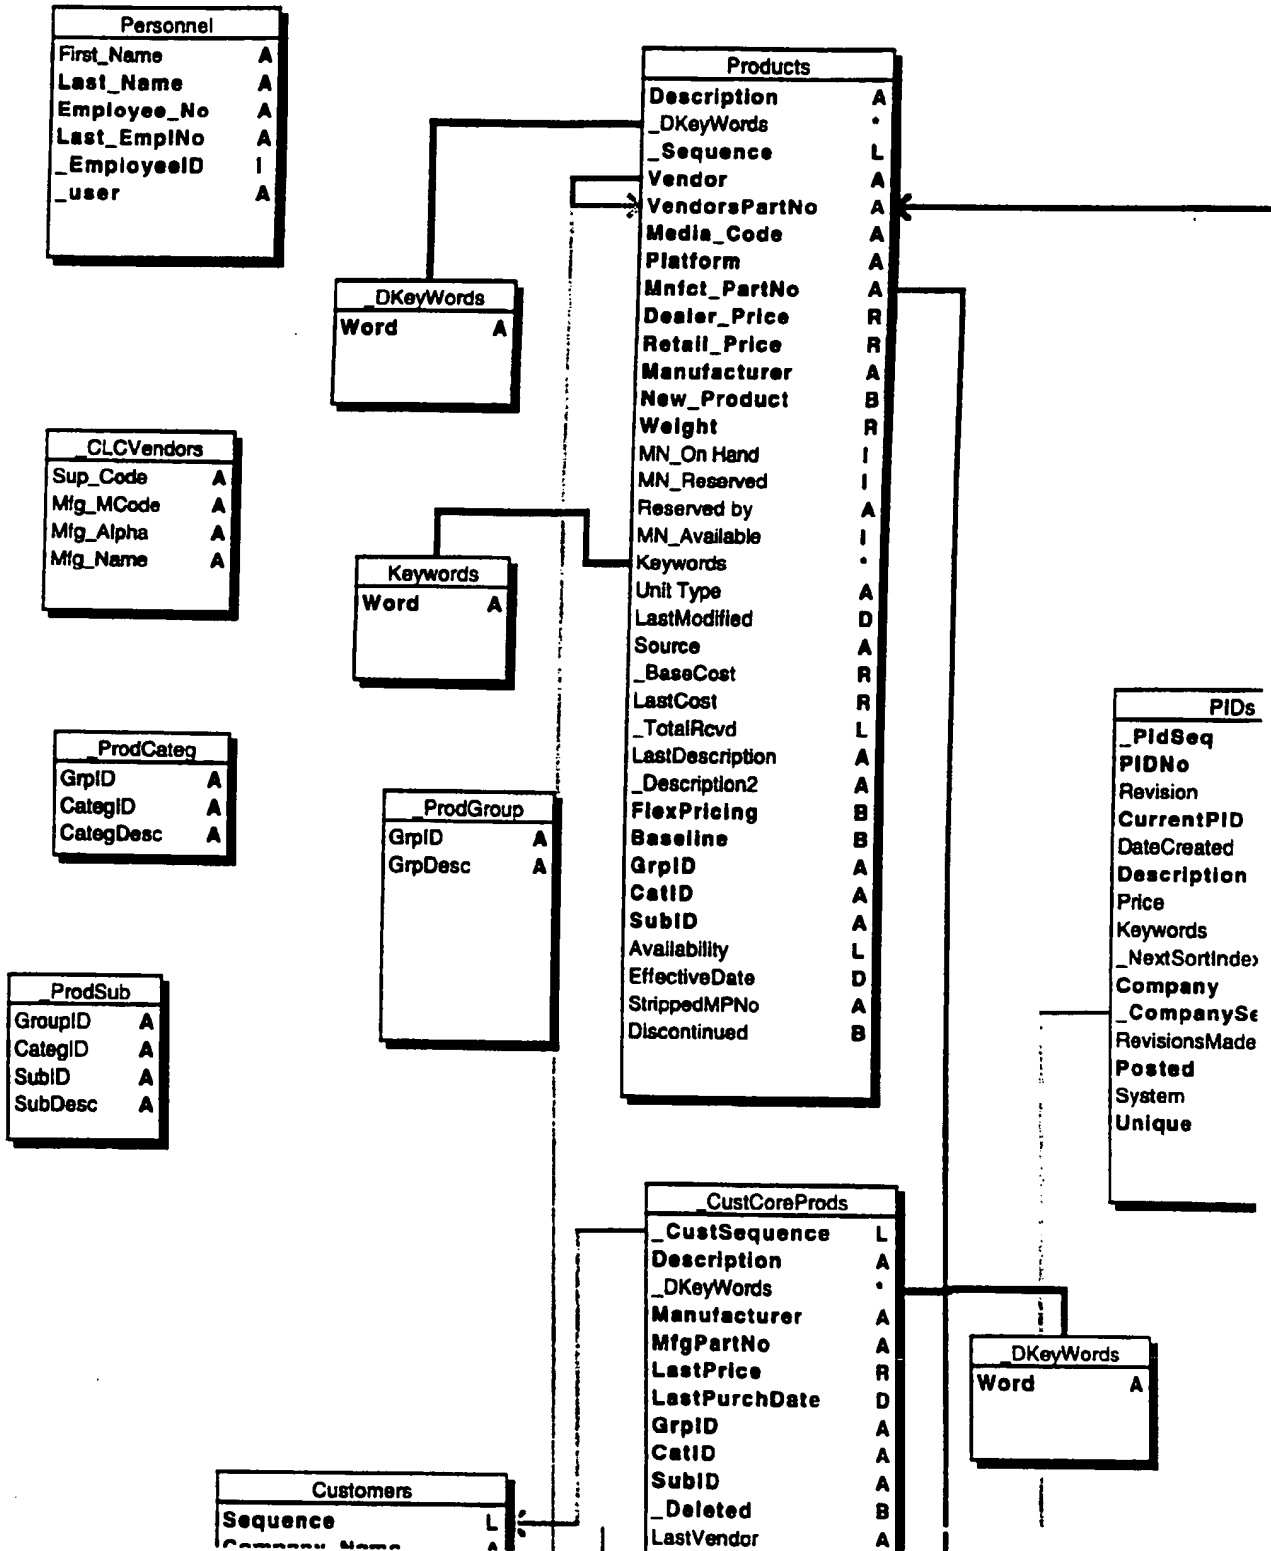 Personnel
First_Name A
Last_Name A
Employee_No A
Last_EmplNo A
_EmployeeID I
_user A
Products
Description A
_DKeyWords *
_Sequence L
Vendor A
VendorsPartNo A
Media_Code A
Platform A
Mnfct_PartNo A
Dealer_Price R
Retail_Price R
Manufacturer A
New_Product B
Weight R
MN_On Hand I
MN_Reserved I
Reserved by A
MN_Available I
Keywords *
Unit Type A
LastModified D
Source A
_BaseCost R
LastCost R
_TotalRcvd L
LastDescription A
_Description2 A
FlexPricing B
Baseline B
GrpID A
CatID A
SubID A
Availability L
EffectiveDate D
StrippedMPNo A
Discontinued B
_DKeyWords
Word A
_CLCVendors
Sup_Code A
Mfg_MCode A
Mfg_Alpha A
Mfg_Name A
Keywords
Word A
_ProdCateg
GrpID A
CategID A
CategDesc A
_ProdGroup
GrpID A
GrpDesc A
PIDs
_PidSeq
PIDNo
Revision
CurrentPID
DateCreated
Description
Price
Keywords
_NextSortIndex
Company
_CompanySe
RevisionsMade
Posted
System
Unique
_ProdSub
GroupID A
CategID A
SubID A
SubDesc A
_CustCoreProds
_CustSequence L
Description A
_DKeyWords *
Manufacturer A
MfgPartNo A
LastPrice R
LastPurchDate D
GrpID A
CatID A
SubID A
_Deleted B
LastVendor A
_DKeyWords
Word A
Customers
Sequence L
Company_Name A